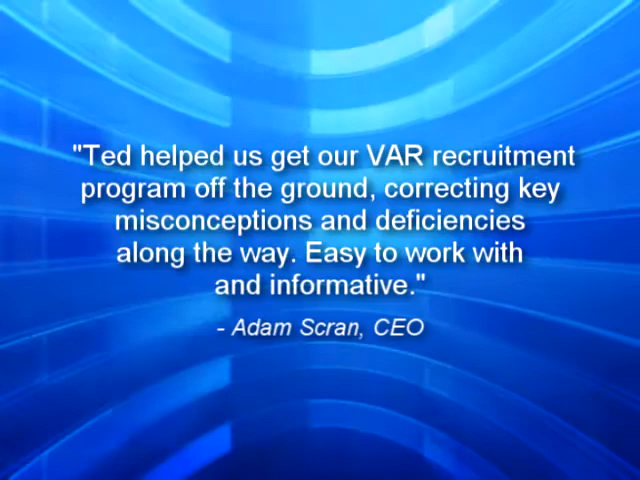 "Ted helped us get our VAR recruitment
program off the ground, correcting key
misconceptions and deficiencies
along the way. Easy to work with
and informative."
- Adam Scran, CEO